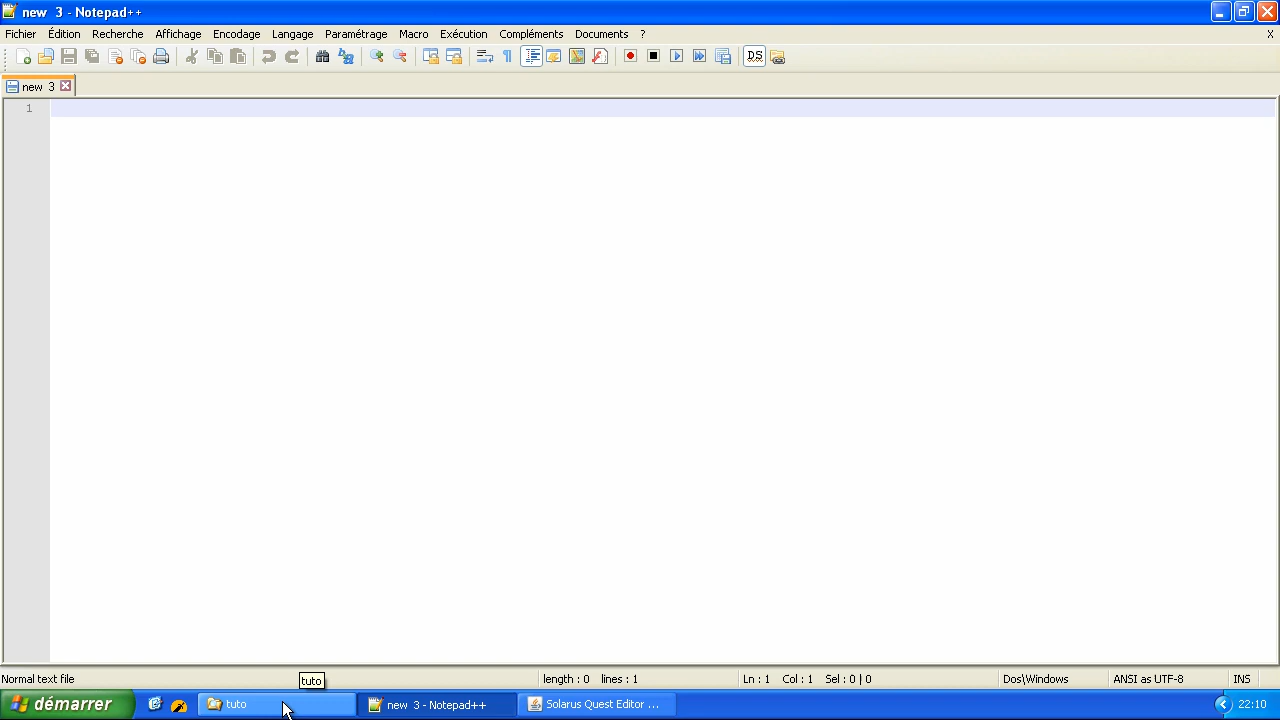 new 3 - Notepad++
Fichier Édition Recherche Affichage Encodage Langage Paramétrage Macro Exécution Compléments Documents ? X
new 3
1
Normal text file length : 0 lines : 1 Ln : 1 Col : 1 Sel : 0 | 0 Dos\Windows ANSI as UTF-8 INS
tuto
démarrer tuto new 3 - Notepad++ Solarus Quest Editor ... 22:10